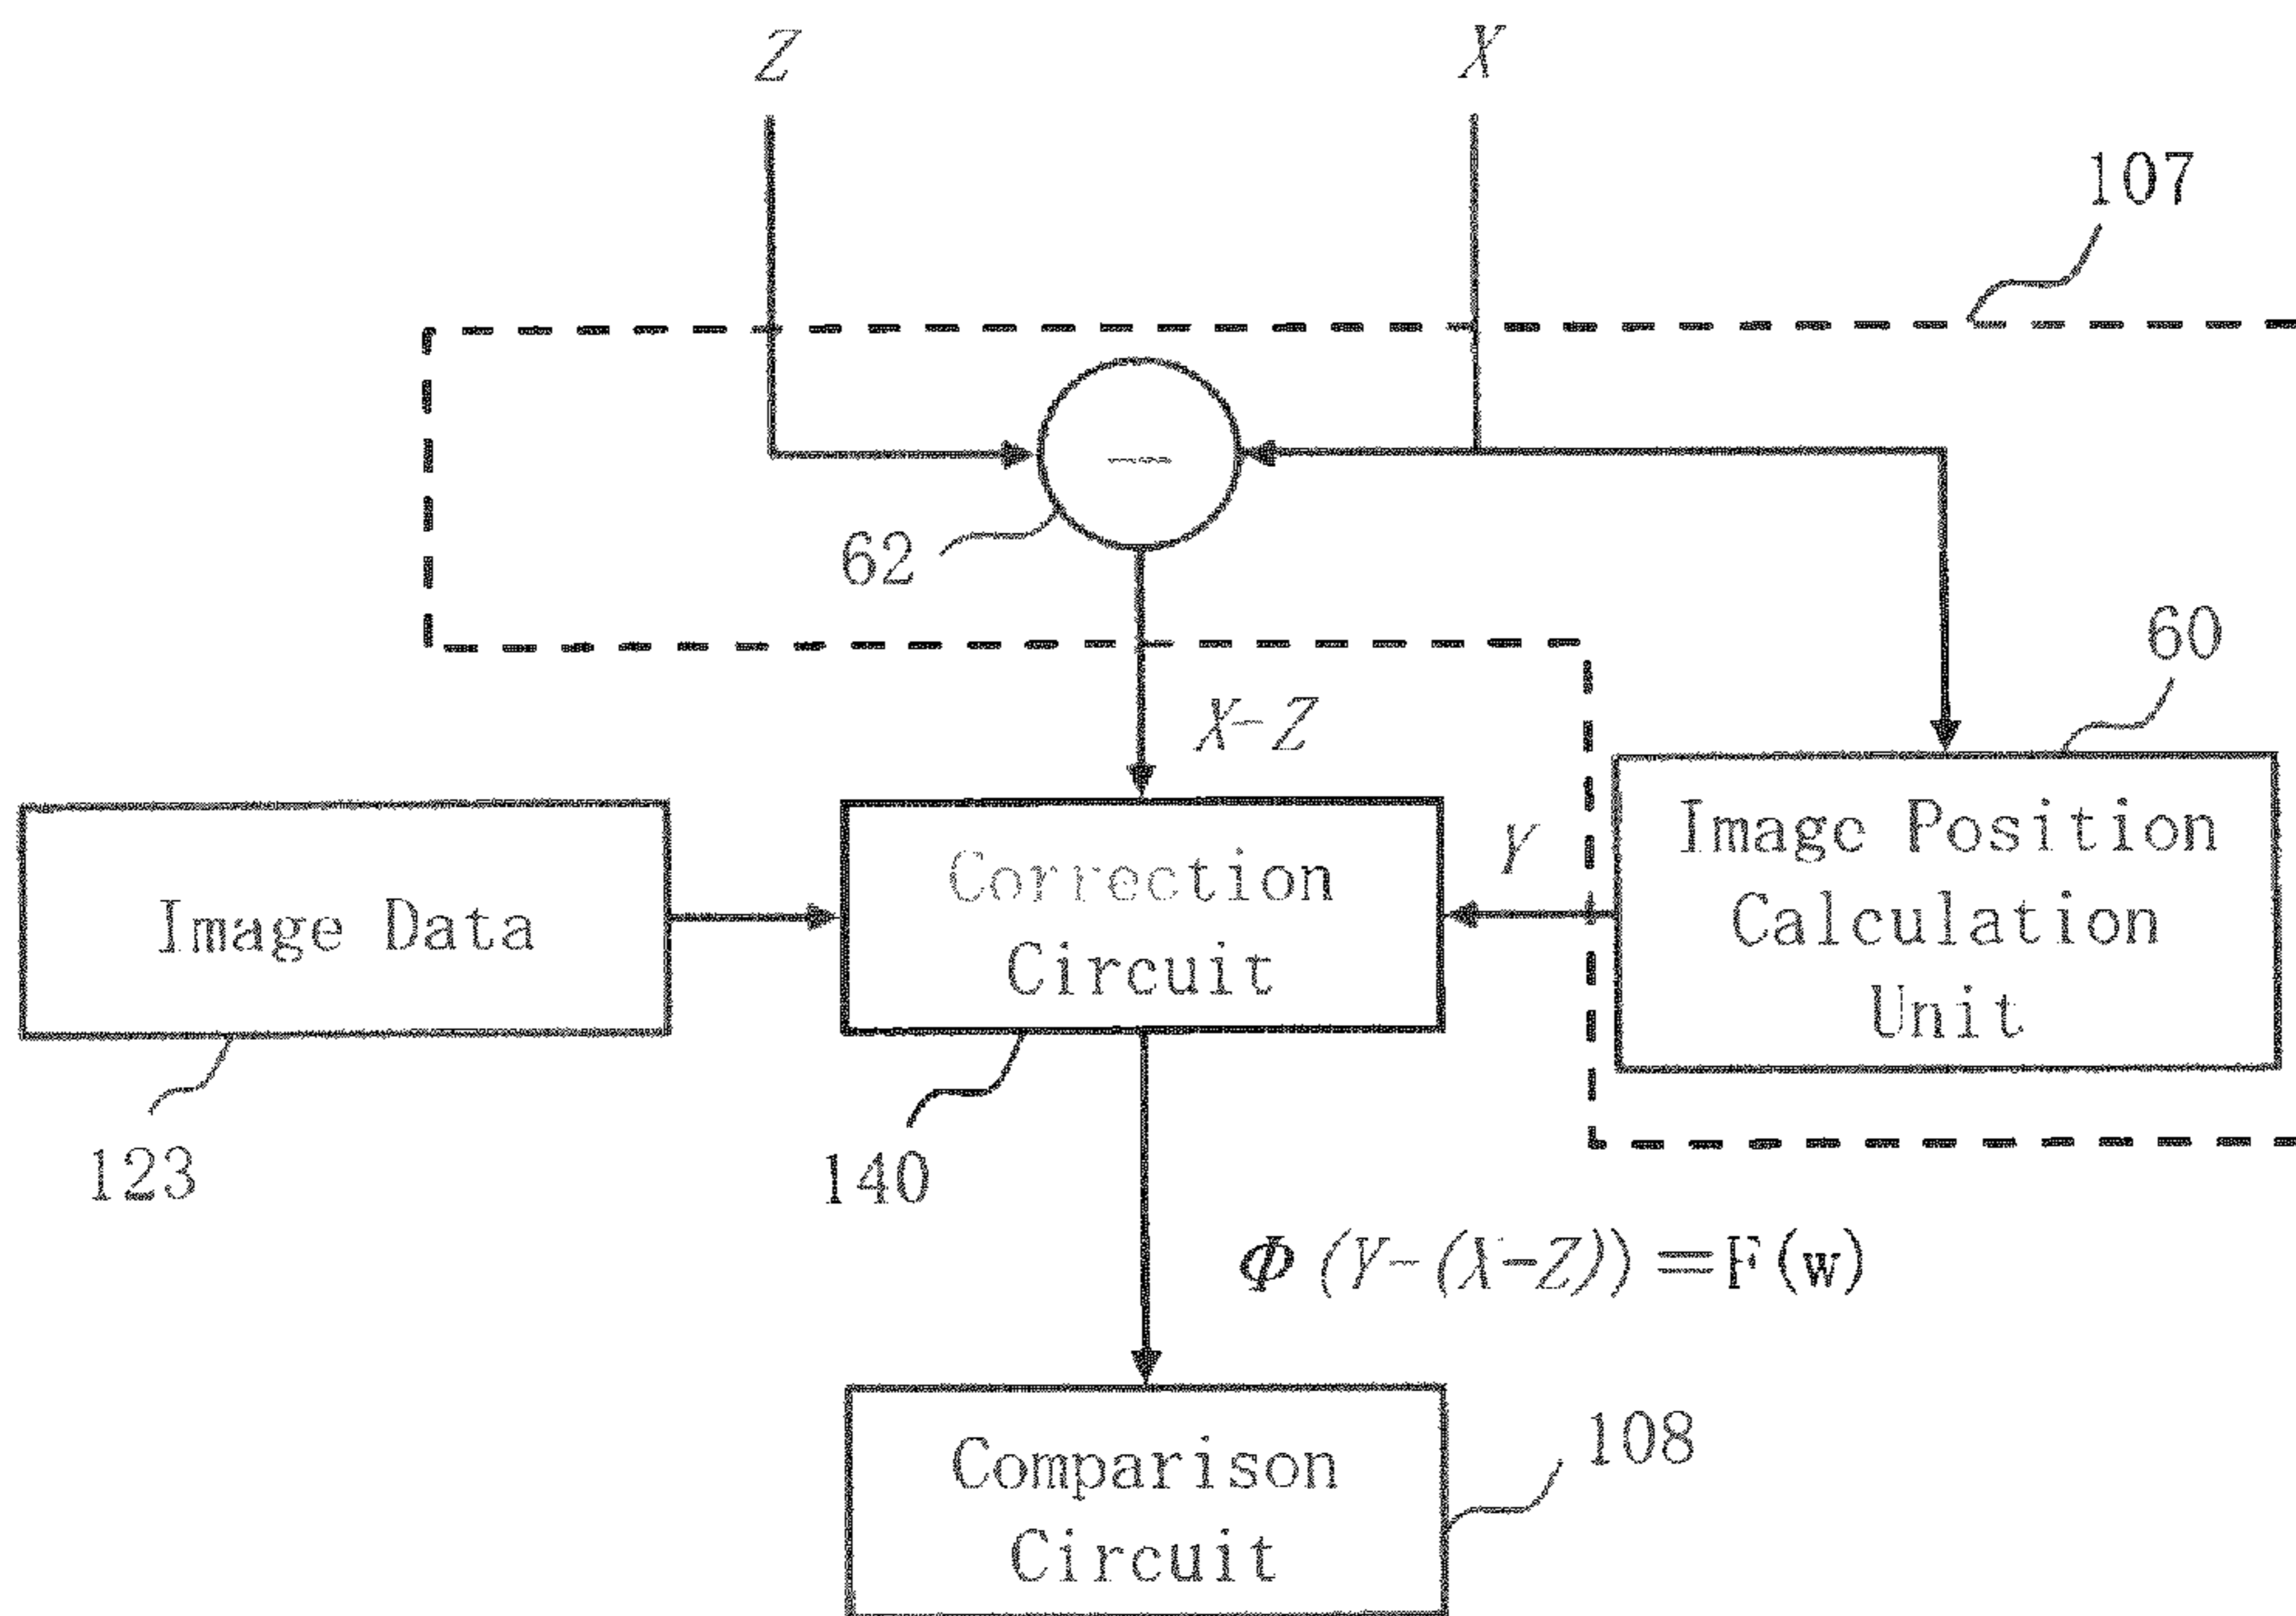 Z
X
107
—
62
60
X-Z
Image Data
Correction
Circuit
Y
Image Position
Calculation
Unit
123
140
Φ(Y-(X-Z))=F(w)
Comparison
Circuit
108